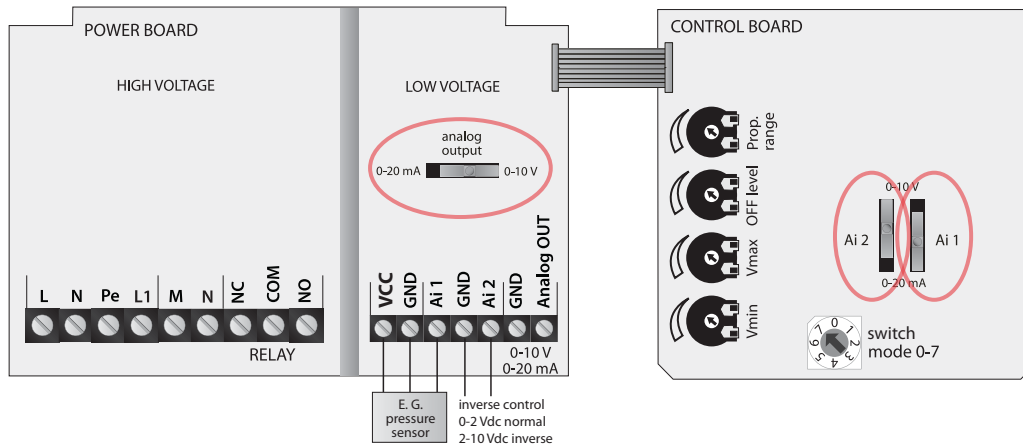 POWER BOARD
HIGH VOLTAGE
LOW VOLTAGE
analog
output
0-20 mA
0-10 V
L
N
Pe
L1
M
N
NC
COM
NO
RELAY
VCC
GND
Ai 1
GND
Ai 2
GND
Analog OUT
0-10 V
0-20 mA
E. G.
pressure
sensor
inverse control
0-2 Vdc normal
2-10 Vdc inverse
CONTROL BOARD
Prop.
range
OFF level
Vmax
Vmin
0-10 V
Ai 2
Ai 1
0-20 mA
0
1
2
3
4
5
6
7
switch
mode 0-7